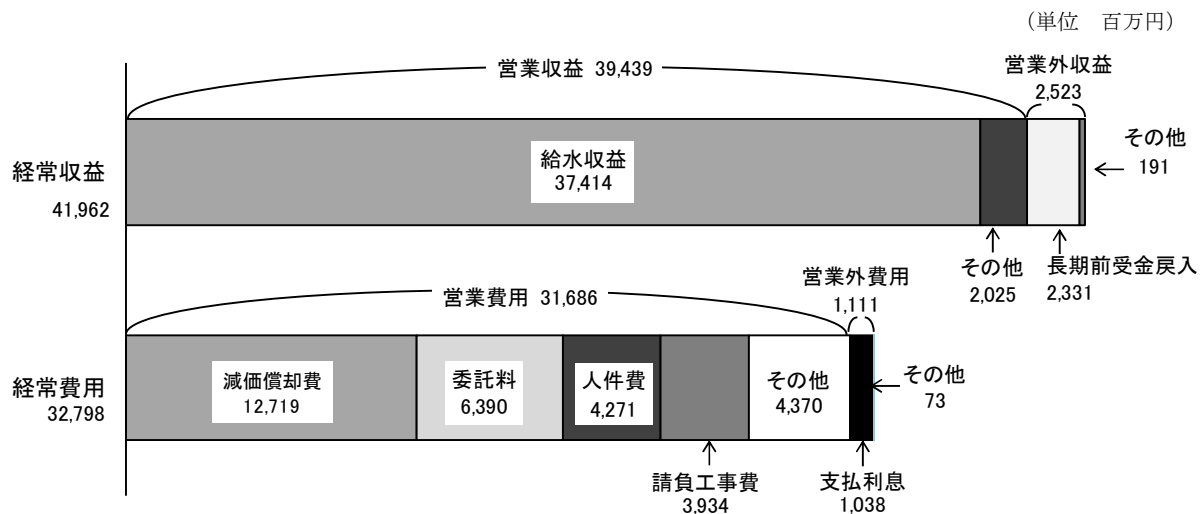 （単位　百万円）
営業収益 39,439
営業外収益
2,523
経常収益
41,962
給水収益
37,414
その他
191
その他
2,025
長期前受金戻入
2,331
営業費用 31,686
営業外費用
1,111
経常費用
32,798
減価償却費
12,719
委託料
6,390
人件費
4,271
その他
4,370
その他
73
請負工事費
3,934
支払利息
1,038